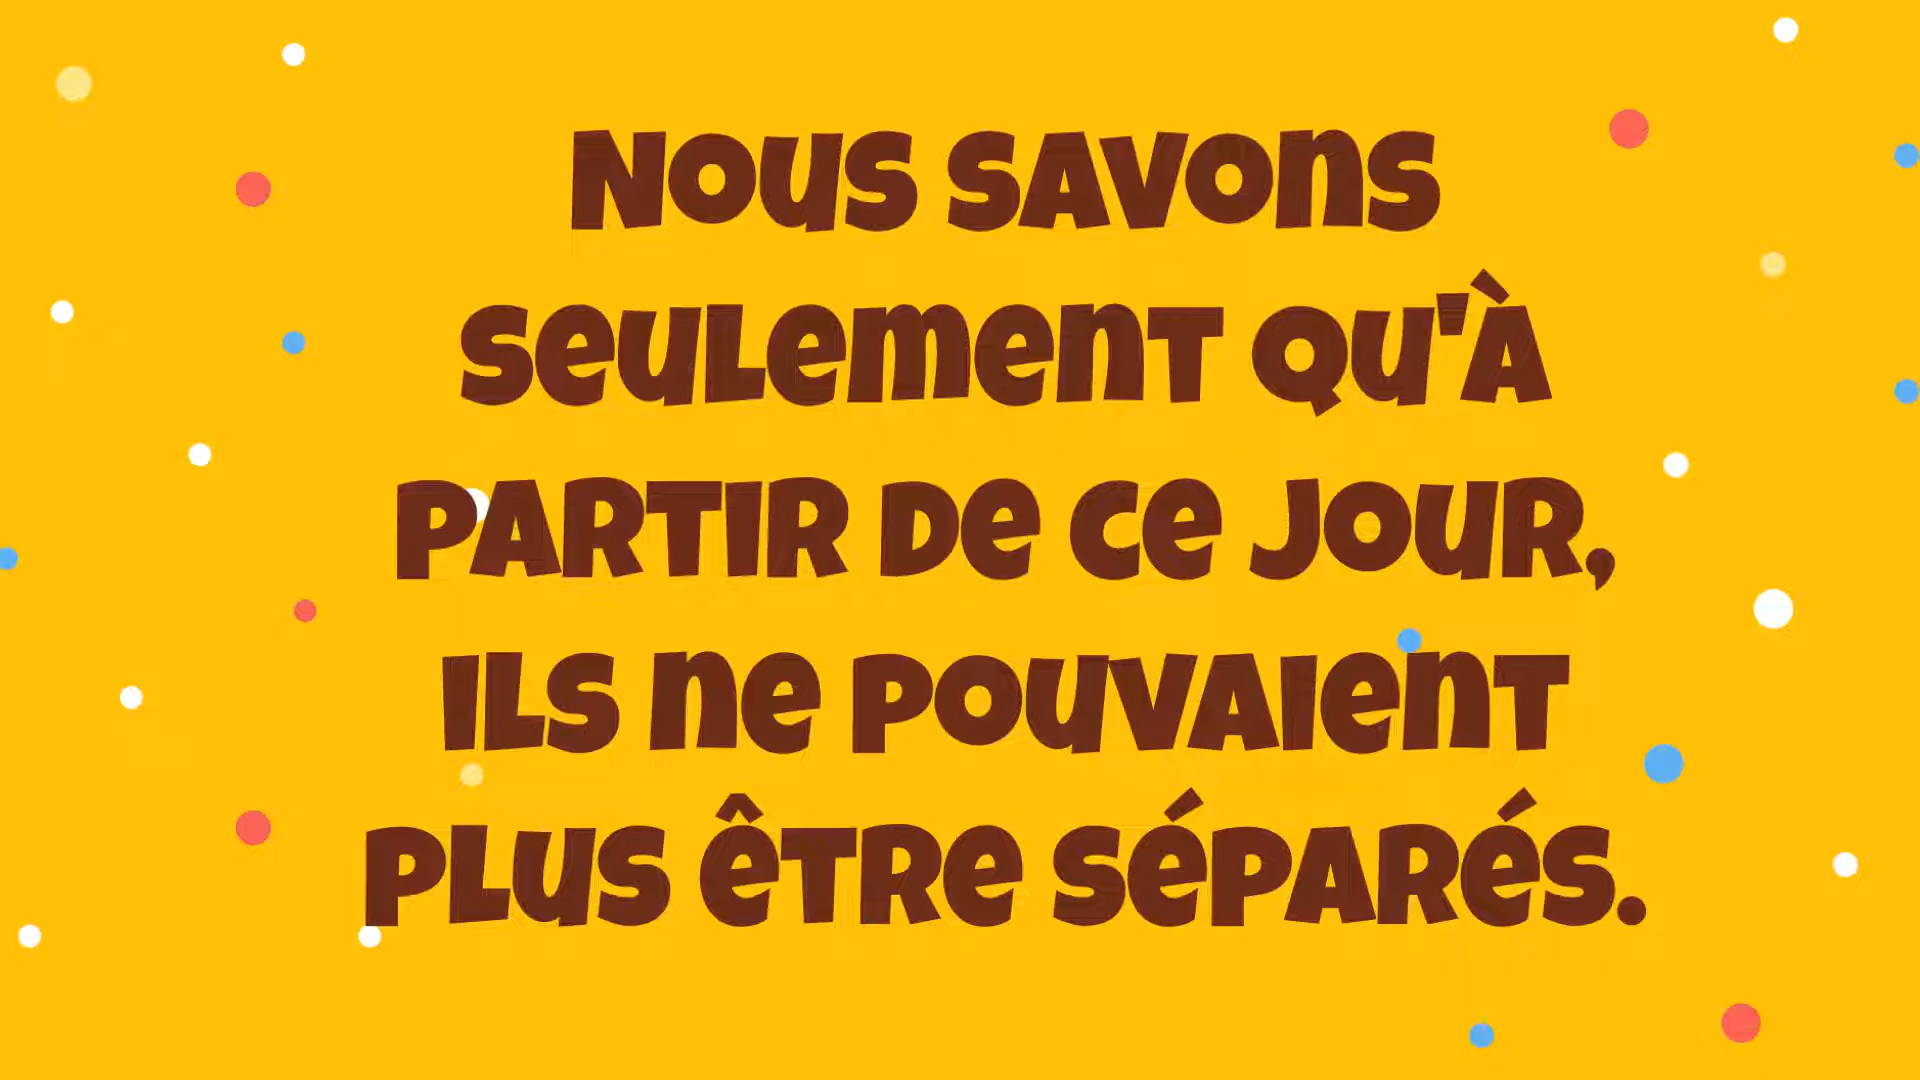 Nous savons
seulement qu'à
partir de ce jour,
ils ne pouvaient
plus être séparés.